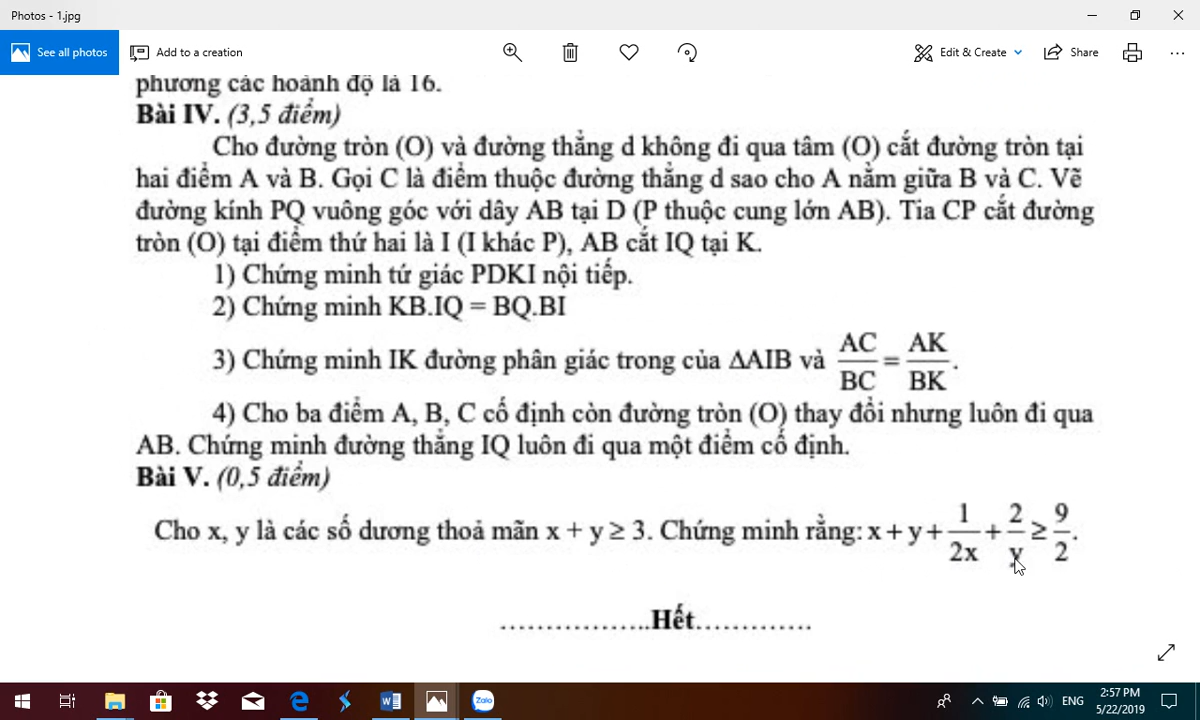 Photos - 1.jpg
See all photos
Add to a creation
Edit & Create
Share
phương các hoành độ là 16.
Bài IV. (3,5 điểm)
Cho đường tròn (O) và đường thẳng d không đi qua tâm (O) cắt đường tròn tại
hai điểm A và B. Gọi C là điểm thuộc đường thẳng d sao cho A nằm giữa B và C. Vẽ
đường kính PQ vuông góc với dây AB tại D (P thuộc cung lớn AB). Tia CP cắt đường
tròn (O) tại điểm thứ hai là I (I khác P), AB cắt IQ tại K.
1) Chứng minh tứ giác PDKI nội tiếp.
2) Chứng minh KB.IQ = BQ.BI
3) Chứng minh IK đường phân giác trong của ΔAIB và AC/BC = AK/BK.
4) Cho ba điểm A, B, C cố định còn đường tròn (O) thay đổi nhưng luôn đi qua
AB. Chứng minh đường thẳng IQ luôn đi qua một điểm cố định.
Bài V. (0,5 điểm)
Cho x, y là các số dương thoả mãn x + y ≥ 3. Chứng minh rằng: x + y + 1/2x + 2/y ≥ 9/2.
.................Hết.............
Zalo
ENG
2:57 PM
5/22/2019